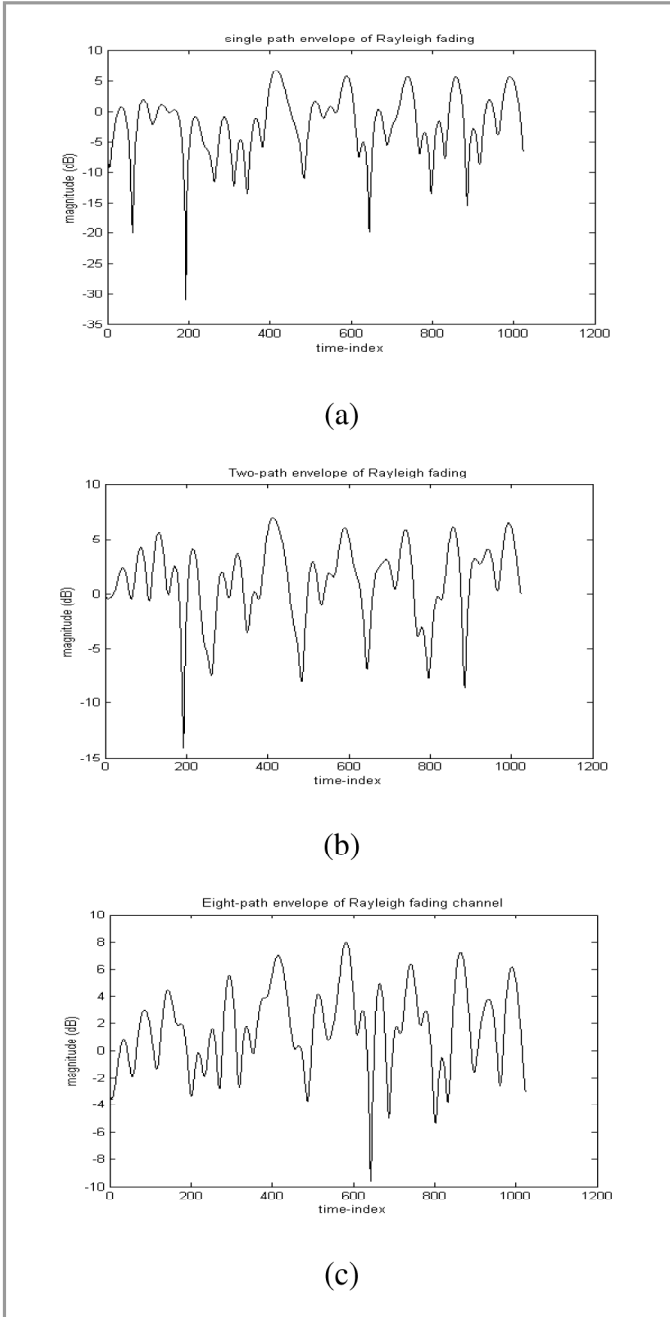 single path envelope of Rayleigh fading
10
5
0
-5
-10
-15
-20
-25
-30
-35
magnitude (dB)
0 200 400 600 800 1000 1200
time-index
(a)
Two-path envelope of Rayleigh fading
10
5
0
-5
-10
-15
magnitude (dB)
0 200 400 600 800 1000 1200
time-index
(b)
Eight-path envelope of Rayleigh fading channel
10
8
6
4
2
0
-2
-4
-6
-8
-10
magnitude (dB)
0 200 400 600 800 1000 1200
time-index
(c)